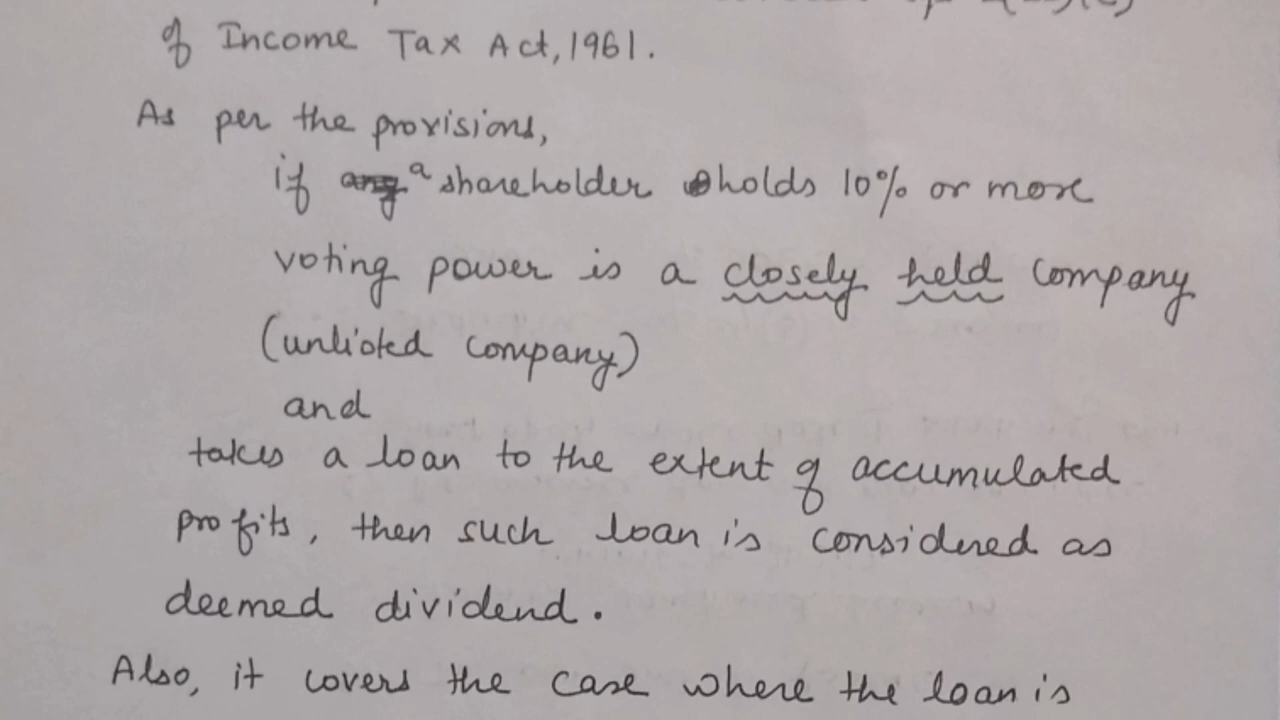 of Income Tax Act, 1961.
As per the provisions,
if a shareholder holds 10% or more
voting power is a closely held company
(unlisted company)
and
takes a loan to the extent of accumulated
profits, then such loan is considered as
deemed dividend.
Also, it covers the case where the loan is